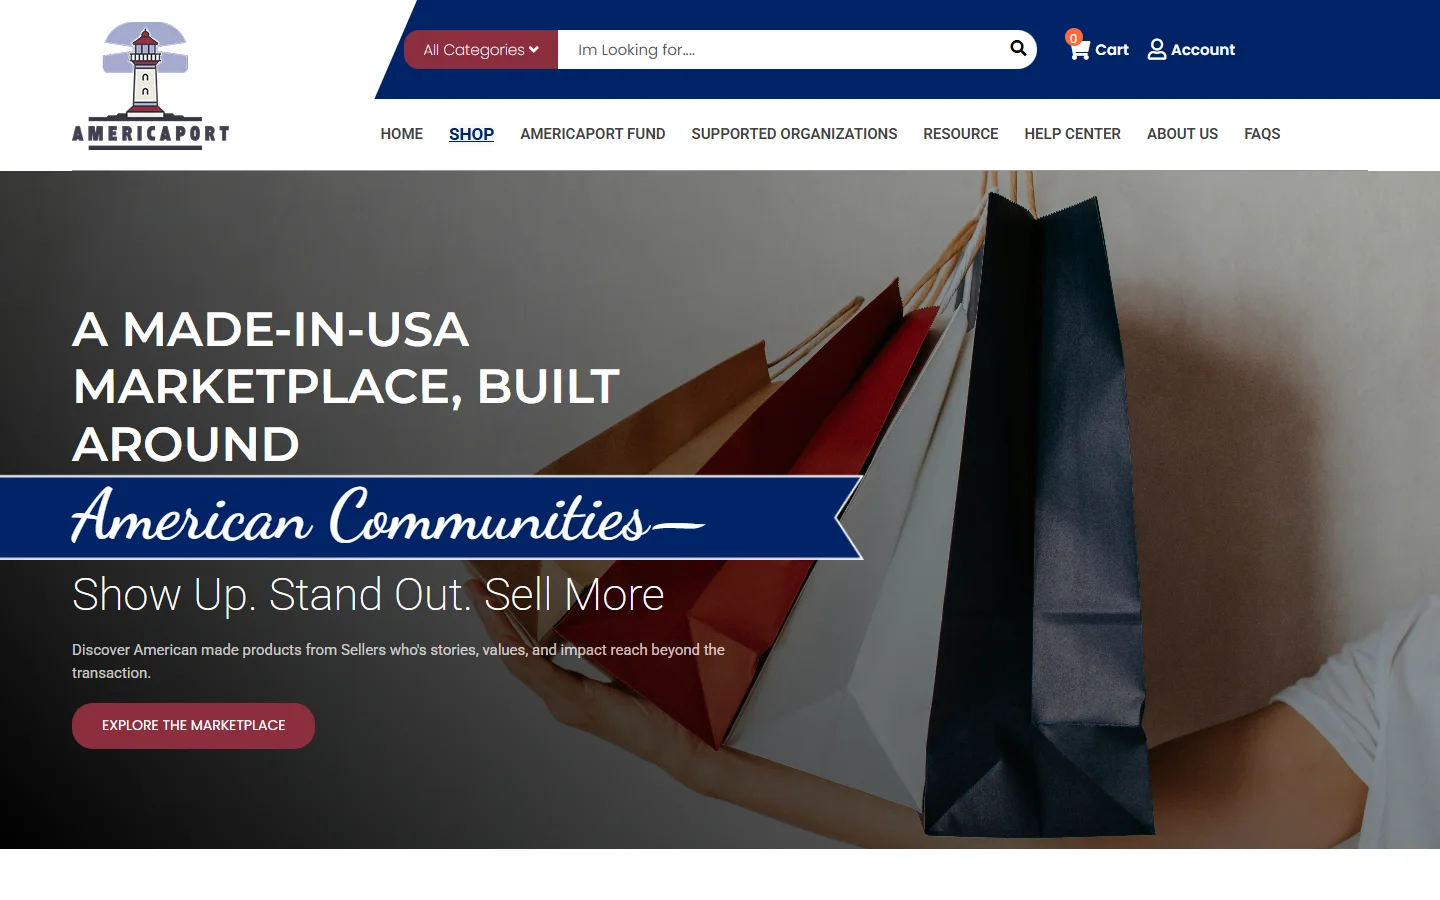 AMERICAPORT
All Categories
Im Looking for....
0
Cart
Account
HOME
SHOP
AMERICAPORT FUND
SUPPORTED ORGANIZATIONS
RESOURCE
HELP CENTER
ABOUT US
FAQS
A MADE-IN-USA
MARKETPLACE, BUILT
AROUND
American Communities—
Show Up. Stand Out. Sell More
Discover American made products from Sellers who's stories, values, and impact reach beyond the
transaction.
EXPLORE THE MARKETPLACE